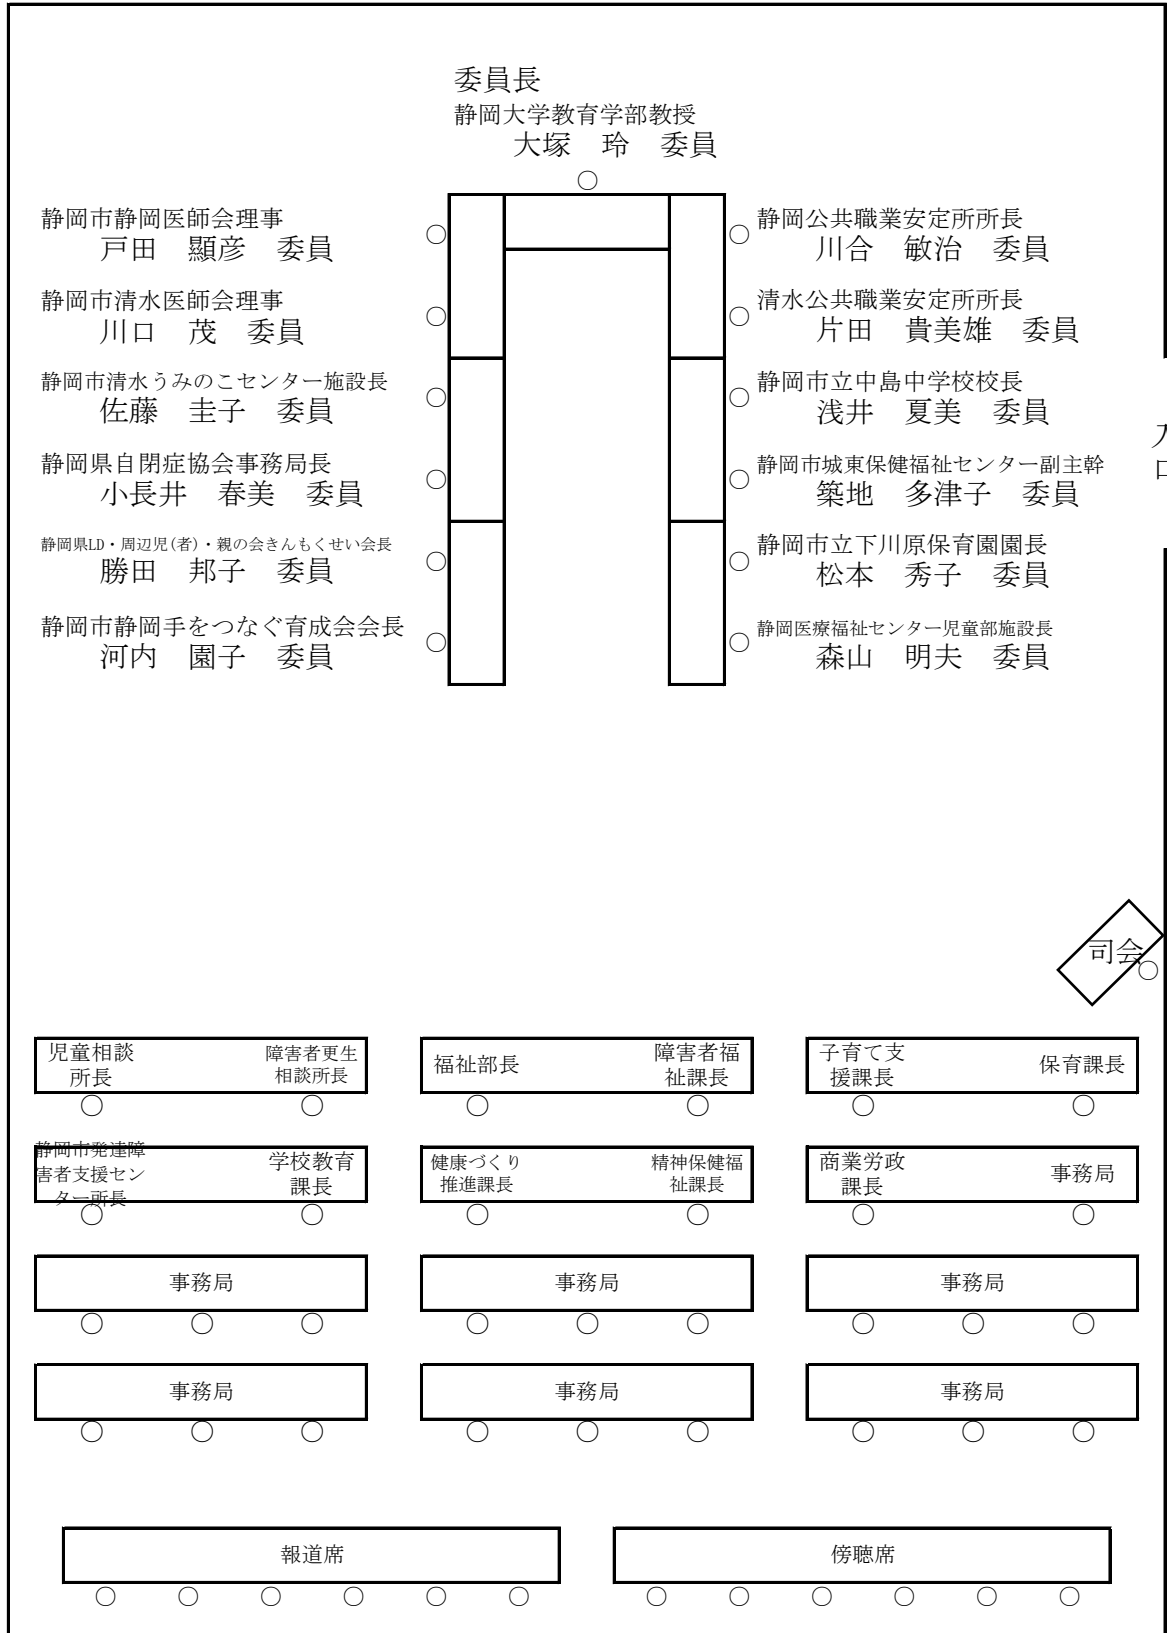 委員長
静岡大学教育学部教授
大塚　玲　委員
静岡市静岡医師会理事
戸田　顯彦　委員
静岡市清水医師会理事
川口　茂　委員
静岡市清水うみのこセンター施設長
佐藤　圭子　委員
静岡県自閉症協会事務局長
小長井　春美　委員
静岡県LD・周辺児(者)・親の会きんもくせい会長
勝田　邦子　委員
静岡市静岡手をつなぐ育成会会長
河内　園子　委員
静岡公共職業安定所所長
川合　敏治　委員
清水公共職業安定所所長
片田　貴美雄　委員
静岡市立中島中学校校長
浅井　夏美　委員
静岡市城東保健福祉センター副主幹
築地　多津子　委員
静岡市立下川原保育園園長
松本　秀子　委員
静岡医療福祉センター児童部施設長
森山　明夫　委員
入
口
司会
児童相談
所長
障害者更生
相談所長
福祉部長
障害者福
祉課長
子育て支
援課長
保育課長
静岡市発達障
害者支援セン
ター所長
学校教育
課長
健康づくり
推進課長
精神保健福
祉課長
商業労政
課長
事務局
事務局
事務局
事務局
事務局
事務局
事務局
報道席
傍聴席